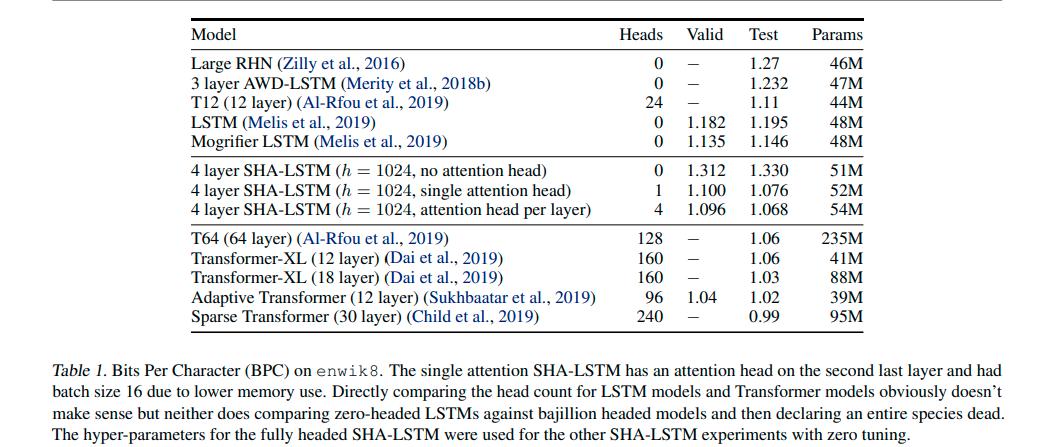 Model Heads Valid Test Params
Large RHN (Zilly et al., 2016) 0 – 1.27 46M
3 layer AWD-LSTM (Merity et al., 2018b) 0 – 1.232 47M
T12 (12 layer) (Al-Rfou et al., 2019) 24 – 1.11 44M
LSTM (Melis et al., 2019) 0 1.182 1.195 48M
Mogrifier LSTM (Melis et al., 2019) 0 1.135 1.146 48M
4 layer SHA-LSTM (h = 1024, no attention head) 0 1.312 1.330 51M
4 layer SHA-LSTM (h = 1024, single attention head) 1 1.100 1.076 52M
4 layer SHA-LSTM (h = 1024, attention head per layer) 4 1.096 1.068 54M
T64 (64 layer) (Al-Rfou et al., 2019) 128 – 1.06 235M
Transformer-XL (12 layer) (Dai et al., 2019) 160 – 1.06 41M
Transformer-XL (18 layer) (Dai et al., 2019) 160 – 1.03 88M
Adaptive Transformer (12 layer) (Sukhbaatar et al., 2019) 96 1.04 1.02 39M
Sparse Transformer (30 layer) (Child et al., 2019) 240 – 0.99 95M
Table 1. Bits Per Character (BPC) on enwik8. The single attention SHA-LSTM has an attention head on the second last layer and had
batch size 16 due to lower memory use. Directly comparing the head count for LSTM models and Transformer models obviously doesn't
make sense but neither does comparing zero-headed LSTMs against bajillion headed models and then declaring an entire species dead.
The hyper-parameters for the fully headed SHA-LSTM were used for the other SHA-LSTM experiments with zero tuning.